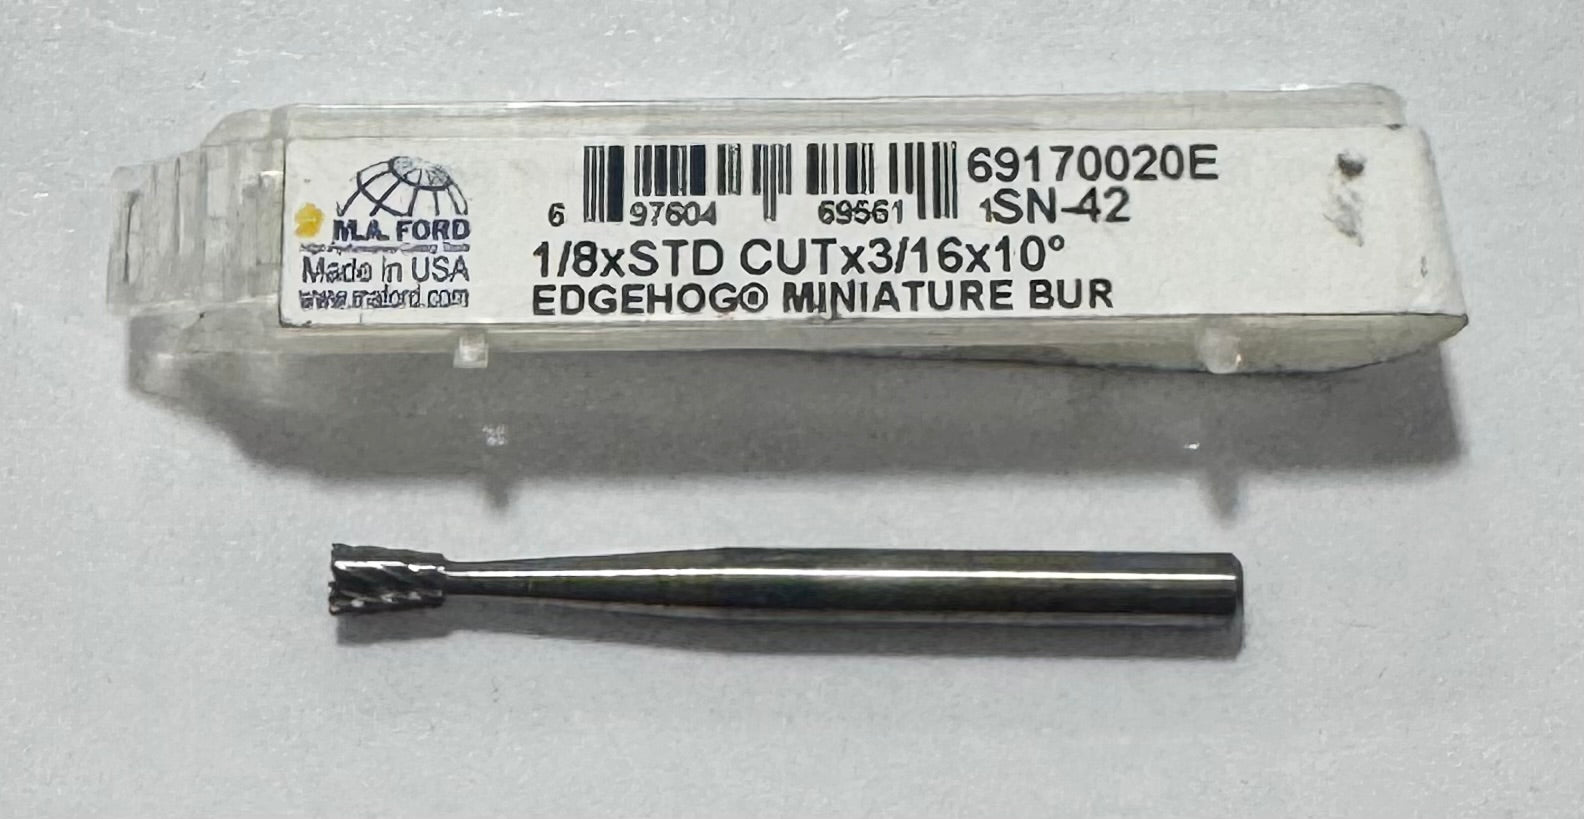 69170020E
6 97604 69561 1
SN-42
M.A. FORD
Made in USA
www.maford.com
1/8xSTD CUTx3/16x10°
EDGEHOG® MINIATURE BUR